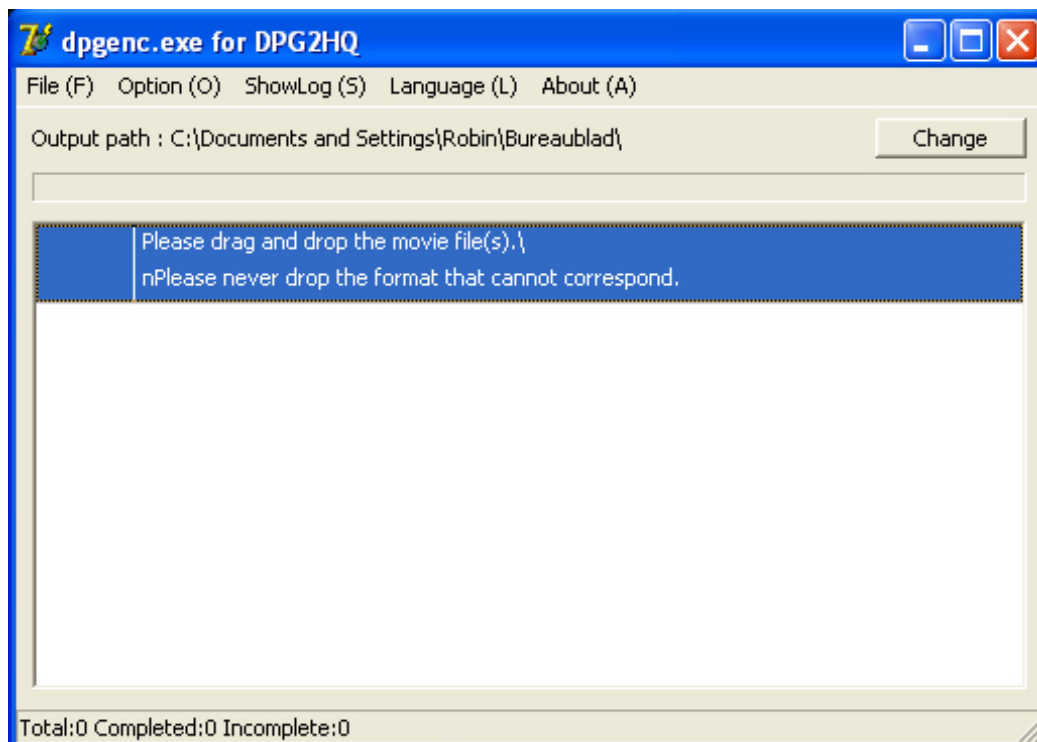 dpgenc.exe for DPG2HQ
File (F) Option (O) ShowLog (S) Language (L) About (A)
Output path : C:\Documents and Settings\Robin\Bureaublad\
Change
Please drag and drop the movie file(s).\
nPlease never drop the format that cannot correspond.
Total:0 Completed:0 Incomplete:0